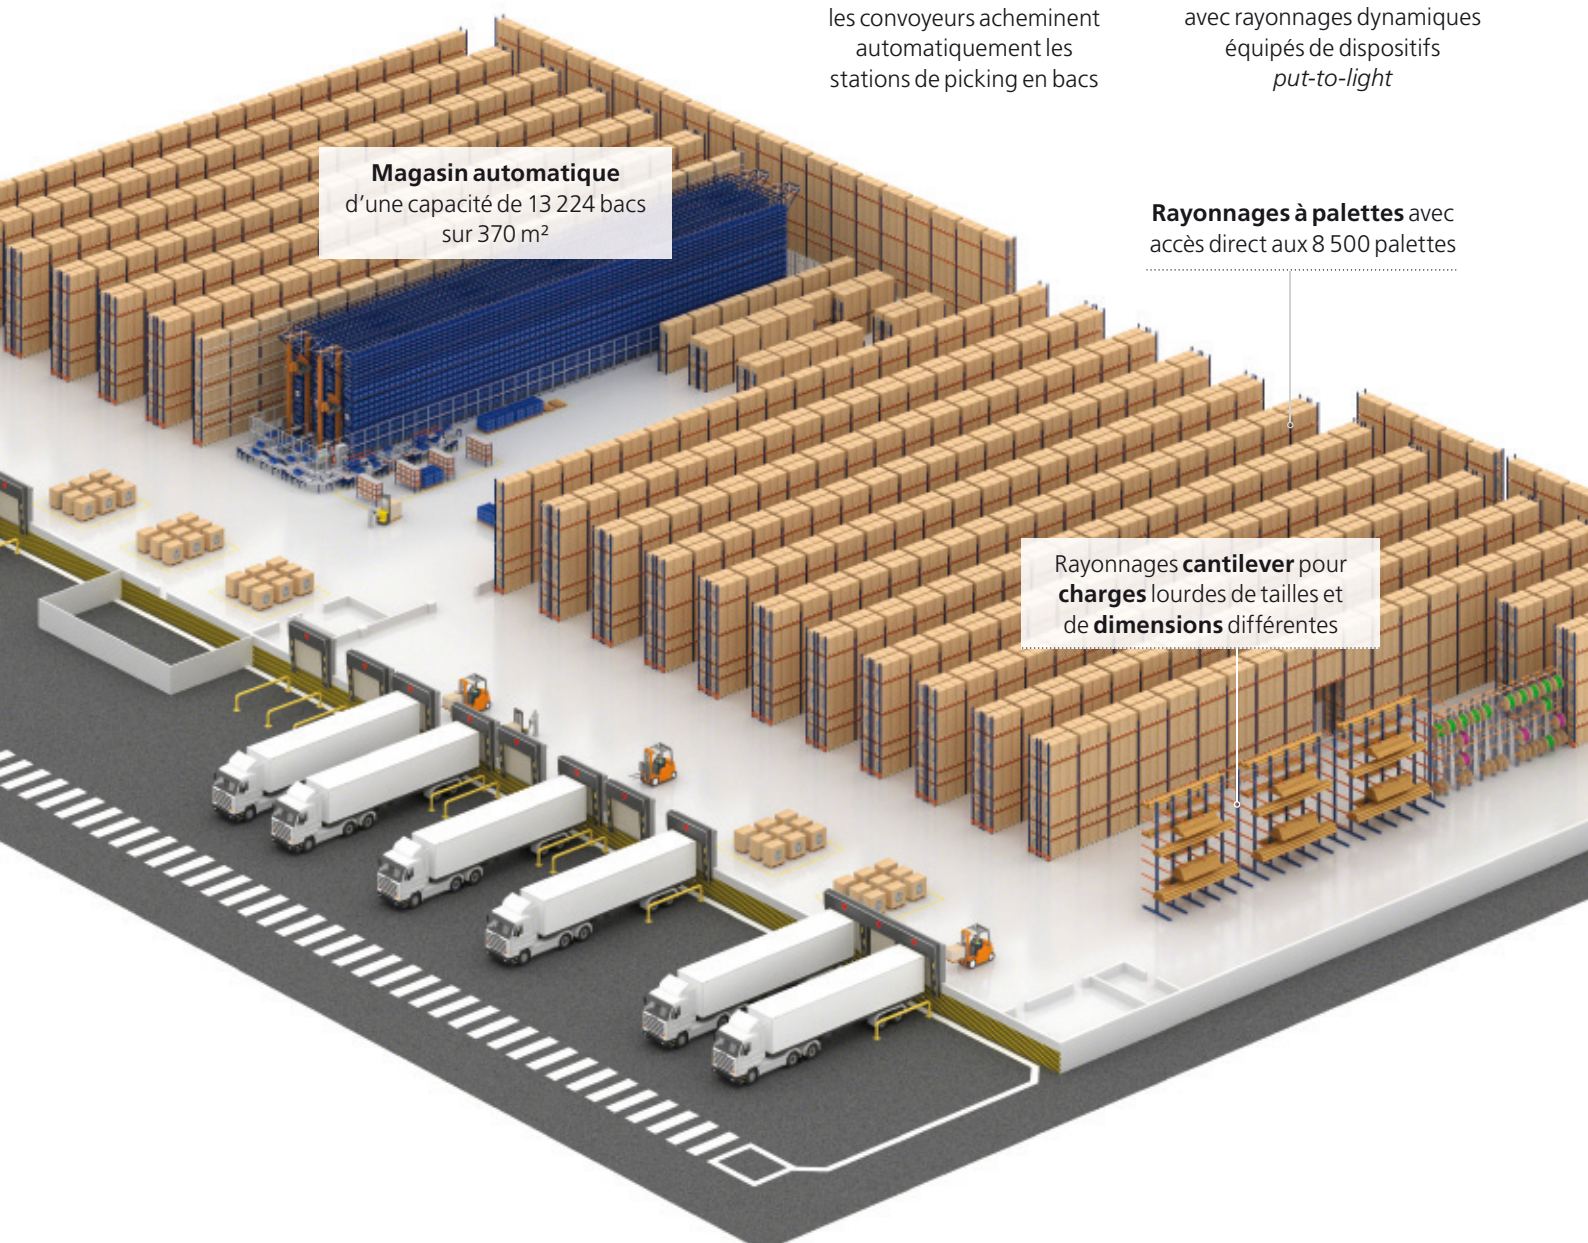 les convoyeurs acheminent
automatiquement les
stations de picking en bacs
avec rayonnages dynamiques
équipés de dispositifs
put-to-light
Magasin automatique
d'une capacité de 13 224 bacs
sur 370 m²
Rayonnages à palettes avec
accès direct aux 8 500 palettes
Rayonnages cantilever pour
charges lourdes de tailles et
de dimensions différentes